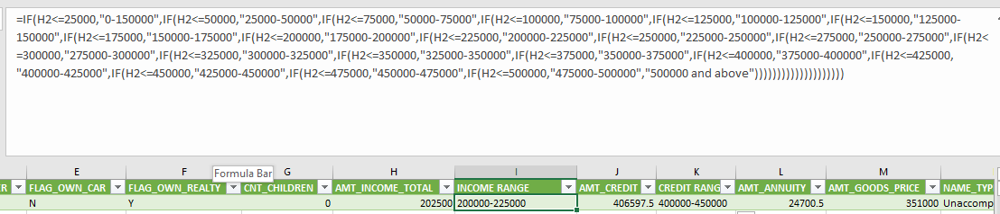 =IF(H2<=25000,"0-150000",IF(H2<=50000,"25000-50000",IF(H2<=75000,"50000-75000",IF(H2<=100000,"75000-100000",IF(H2<=125000,"100000-125000",IF(H2<=150000,"125000-
150000",IF(H2<=175000,"150000-175000",IF(H2<=200000,"175000-200000",IF(H2<=225000,"200000-225000",IF(H2<=250000,"225000-250000",IF(H2<=275000,"250000-275000",IF(H2<
=300000,"275000-300000",IF(H2<=325000,"300000-325000",IF(H2<=350000,"325000-350000",IF(H2<=375000,"350000-375000",IF(H2<=400000,"375000-400000",IF(H2<=425000,
"400000-425000",IF(H2<=450000,"425000-450000",IF(H2<=475000,"450000-475000",IF(H2<=500000,"475000-500000","500000 and above"))))))))))))))))))))
E F Formula Bar G H I J K L M
R FLAG_OWN_CAR FLAG_OWN_REALTY CNT_CHILDREN AMT_INCOME_TOTAL INCOME RANGE AMT_CREDIT CREDIT RANG AMT_ANNUITY AMT_GOODS_PRICE NAME_TYP
N Y 0 202500 200000-225000 406597.5 400000-450000 24700.5 351000 Unaccomp